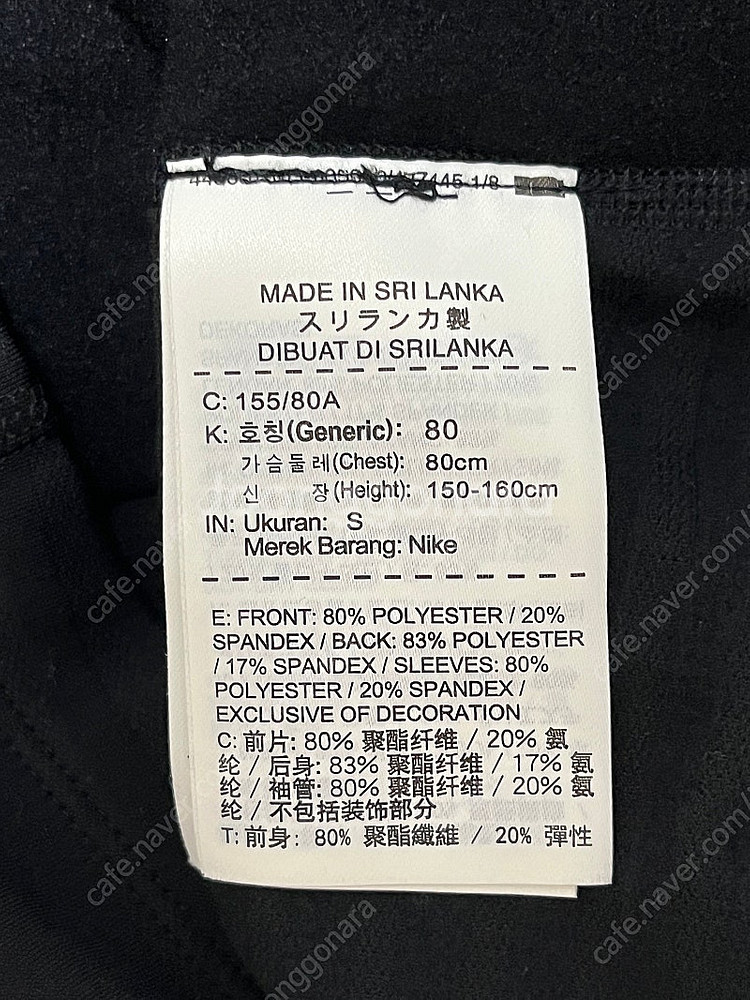 1/8
MADE IN SRI LANKA
スリランカ製
DIBUAT DI SRILANKA
C: 155/80A
K: 호칭(Generic): 80
가슴둘레(Chest): 80cm
신 장(Height): 150-160cm
IN: Ukuran: S
Merek Barang: Nike
E: FRONT: 80% POLYESTER / 20%
SPANDEX / BACK: 83% POLYESTER
/ 17% SPANDEX / SLEEVES: 80%
POLYESTER / 20% SPANDEX /
EXCLUSIVE OF DECORATION
C: 前片: 80% 聚酯纤维 / 20% 氨
纶 / 后身: 83% 聚酯纤维 / 17% 氨
纶 / 袖管: 80% 聚酯纤维 / 20% 氨
纶 / 不包括装饰部分
T: 前身: 80% 聚酯纖維 / 20% 彈性
cafe.naver.com/